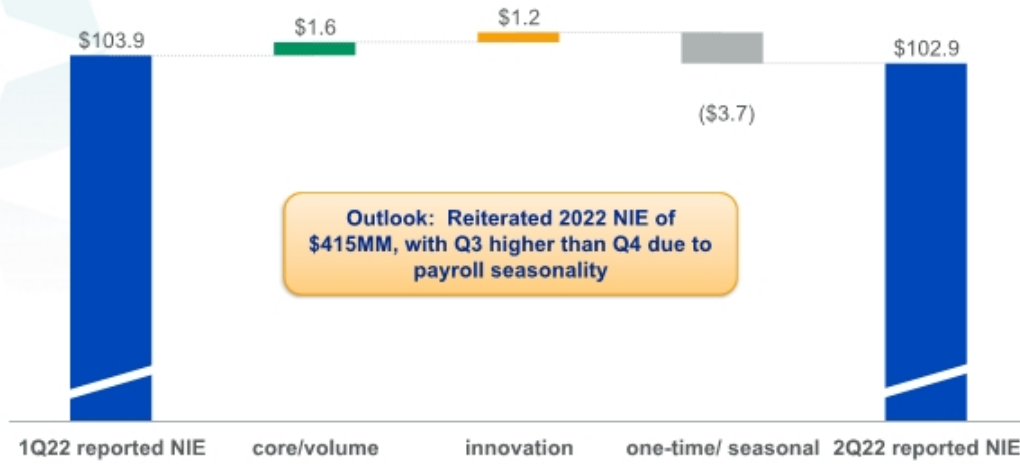 $103.9
$1.6
$1.2
($3.7)
$102.9
Outlook:  Reiterated 2022 NIE of
$415MM, with Q3 higher than Q4 due to
payroll seasonality
1Q22 reported NIE
core/volume
innovation
one-time/ seasonal
2Q22 reported NIE